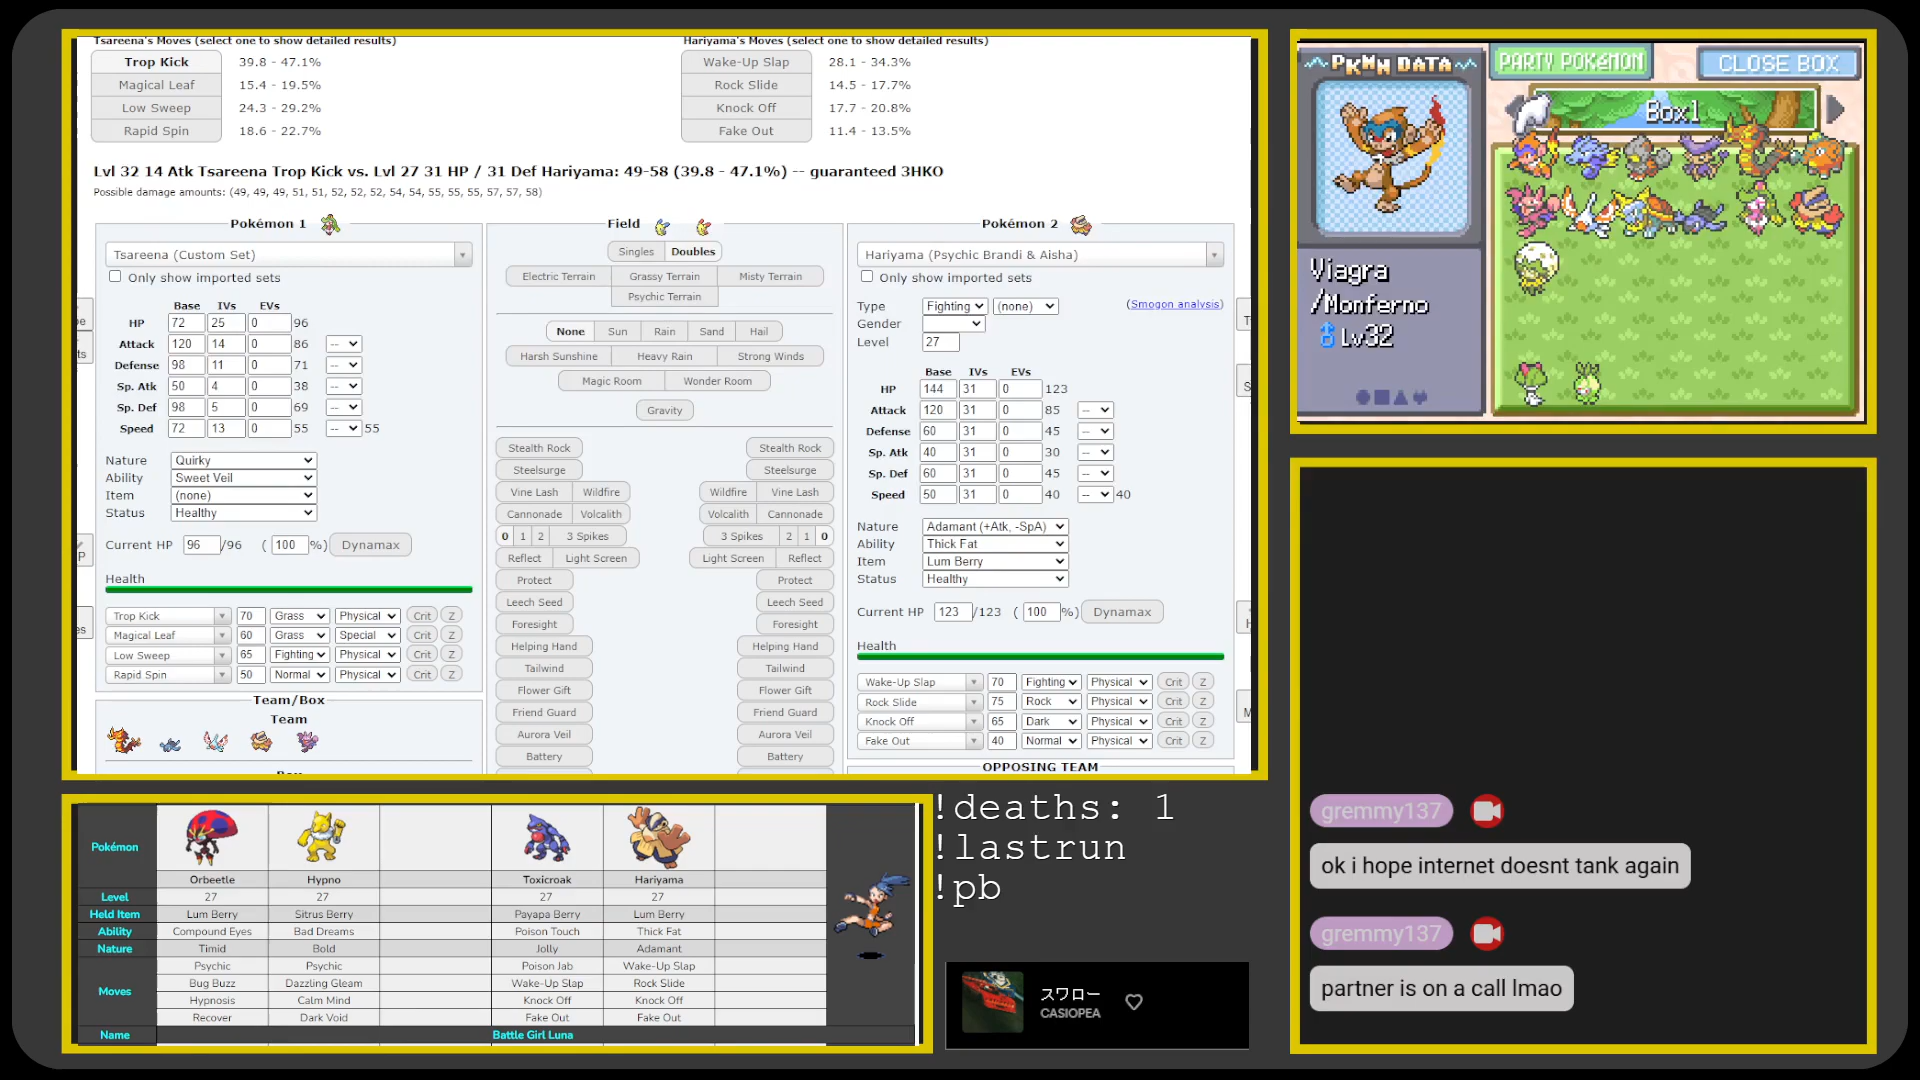 Tsareena's Moves (select one to show detailed results)
Trop Kick 39.8 - 47.1%
Magical Leaf 15.4 - 19.5%
Low Sweep 24.3 - 29.2%
Rapid Spin 18.6 - 22.7%
Hariyama's Moves (select one to show detailed results)
Wake-Up Slap 28.1 - 34.3%
Rock Slide 14.5 - 17.7%
Knock Off 17.7 - 20.8%
Fake Out 11.4 - 13.5%
Lvl 32 14 Atk Tsareena Trop Kick vs. Lvl 27 31 HP / 31 Def Hariyama: 49-58 (39.8 - 47.1%) -- guaranteed 3HKO
Possible damage amounts: (49, 49, 49, 51, 51, 52, 52, 52, 54, 54, 55, 55, 55, 57, 57, 58)
Pokémon 1
Tsareena (Custom Set)
Only show imported sets
Base IVs EVs
HP 72 25 0 96
Attack 120 14 0 86 --
Defense 98 11 0 71 --
Sp. Atk 50 4 0 38 --
Sp. Def 98 5 0 69 --
Speed 72 13 0 55 -- 55
Nature Quirky
Ability Sweet Veil
Item (none)
Status Healthy
Current HP 96 /96 ( 100 %) Dynamax
Health
Trop Kick 70 Grass Physical Crit Z
Magical Leaf 60 Grass Special Crit Z
Low Sweep 65 Fighting Physical Crit Z
Rapid Spin 50 Normal Physical Crit Z
Team/Box
Team
Field
Singles Doubles
Electric Terrain Grassy Terrain Misty Terrain
Psychic Terrain
None Sun Rain Sand Hail
Harsh Sunshine Heavy Rain Strong Winds
Magic Room Wonder Room
Gravity
Stealth Rock Stealth Rock
Steelsurge Steelsurge
Vine Lash Wildfire Wildfire Vine Lash
Cannonade Volcalith Volcalith Cannonade
0 1 2 3 Spikes 3 Spikes 2 1 0
Reflect Light Screen Light Screen Reflect
Protect Protect
Leech Seed Leech Seed
Foresight Foresight
Helping Hand Helping Hand
Tailwind Tailwind
Flower Gift Flower Gift
Friend Guard Friend Guard
Aurora Veil Aurora Veil
Battery Battery
Pokémon 2
Hariyama (Psychic Brandi & Aisha)
Only show imported sets
Type Fighting (none) (Smogon analysis)
Gender
Level 27
Base IVs EVs
HP 144 31 0 123
Attack 120 31 0 85 --
Defense 60 31 0 45 --
Sp. Atk 40 31 0 30 --
Sp. Def 60 31 0 45 --
Speed 50 31 0 40 -- 40
Nature Adamant (+Atk, -SpA)
Ability Thick Fat
Item Lum Berry
Status Healthy
Current HP 123 /123 ( 100 %) Dynamax
Health
Wake-Up Slap 70 Fighting Physical Crit Z
Rock Slide 75 Rock Physical Crit Z
Knock Off 65 Dark Physical Crit Z
Fake Out 40 Normal Physical Crit Z
OPPOSING TEAM
PKMN DATA
PARTY POKéMON
CLOSE BOX
Box1
Viagra
/Monferno
♂ Lv32
Pokémon Orbeetle Hypno Toxicroak Hariyama
Level 27 27 27 27
Held Item Lum Berry Sitrus Berry Payapa Berry Lum Berry
Ability Compound Eyes Bad Dreams Poison Touch Thick Fat
Nature Timid Bold Jolly Adamant
Moves
Psychic Psychic Poison Jab Wake-Up Slap
Bug Buzz Dazzling Gleam Wake-Up Slap Rock Slide
Hypnosis Calm Mind Knock Off Knock Off
Recover Dark Void Fake Out Fake Out
Name Battle Girl Luna
!deaths: 1
!lastrun
!pb
スワロー
CASIOPEA
gremmy137
ok i hope internet doesnt tank again
gremmy137
partner is on a call lmao